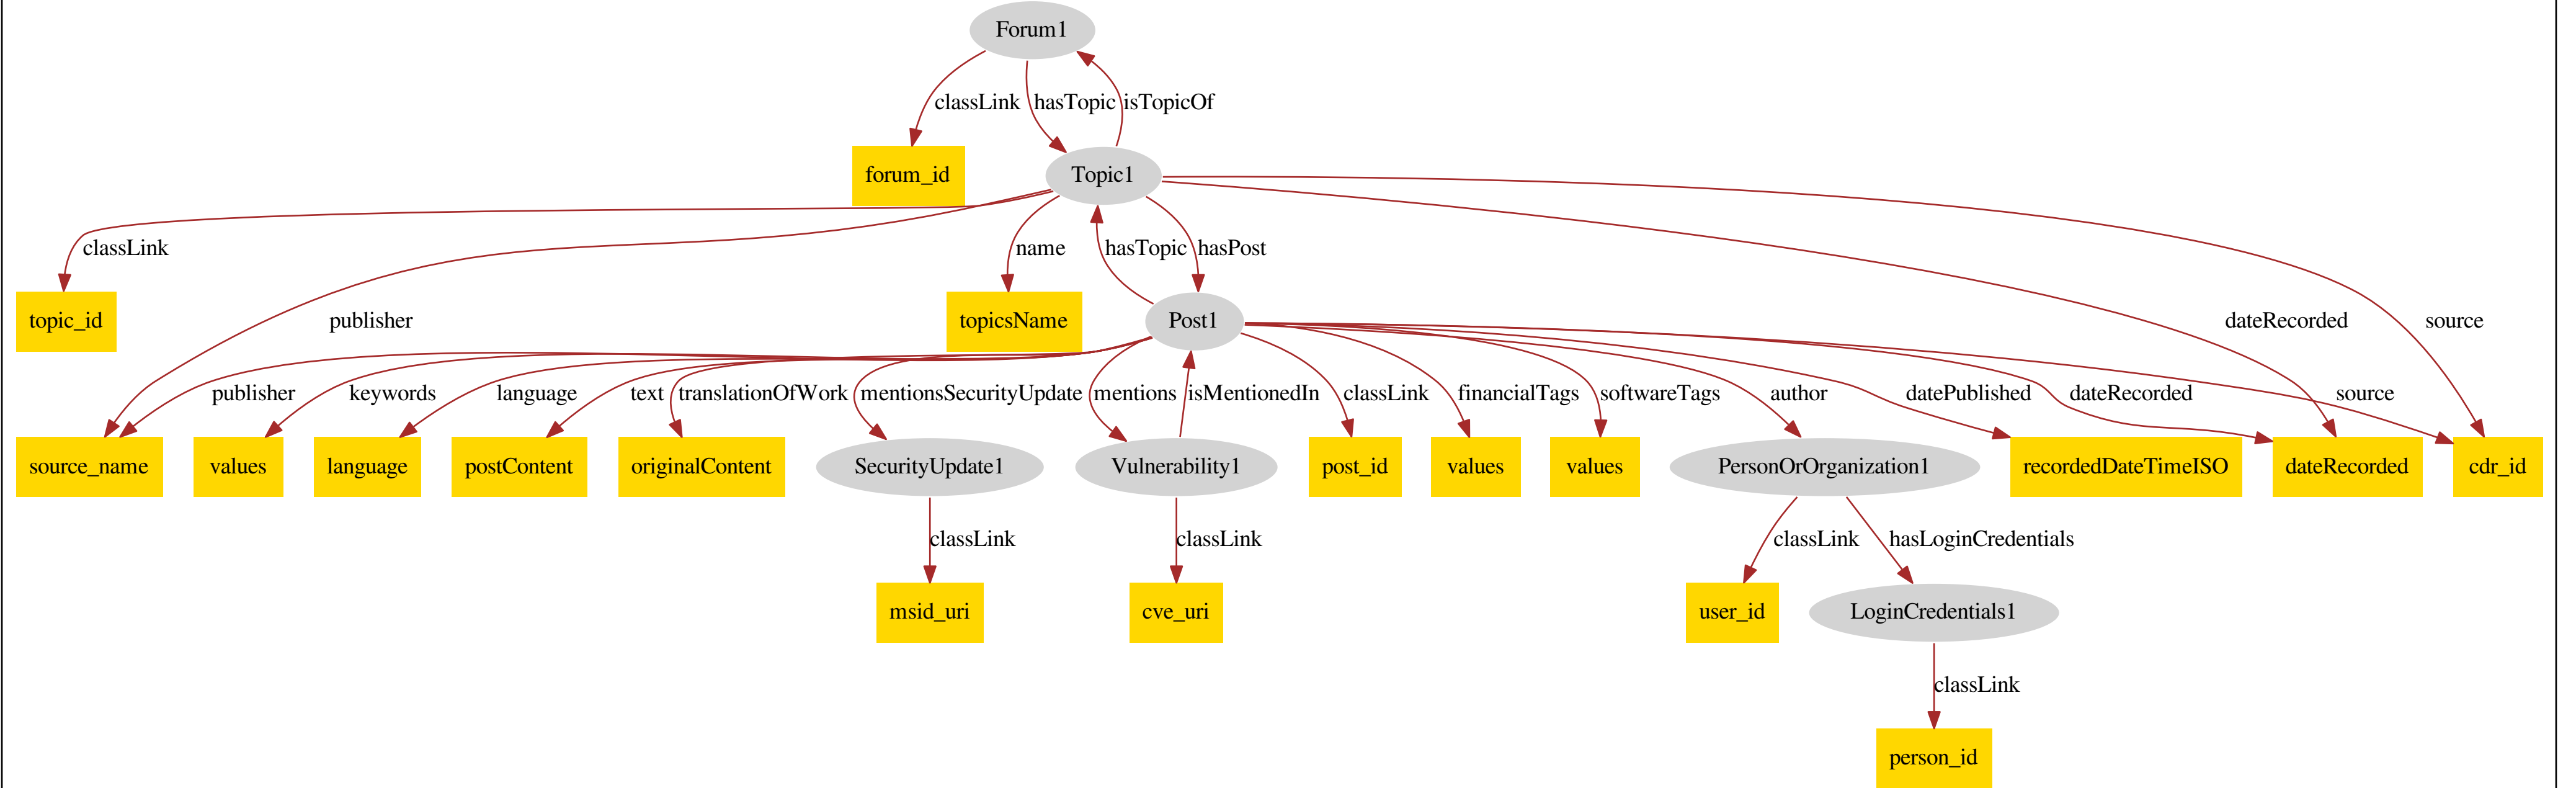 Forum1
classLink
hasTopic
isTopicOf
forum_id
Topic1
classLink
name
hasTopic
hasPost
topic_id
publisher
topicsName
Post1
dateRecorded
source
publisher
keywords
language
text
translationOfWork
mentionsSecurityUpdate
mentions
isMentionedIn
classLink
financialTags
softwareTags
author
datePublished
dateRecorded
source
source_name
values
language
postContent
originalContent
SecurityUpdate1
Vulnerability1
post_id
values
values
PersonOrOrganization1
recordedDateTimeISO
dateRecorded
cdr_id
classLink
classLink
classLink
hasLoginCredentials
msid_uri
cve_uri
user_id
LoginCredentials1
classLink
person_id